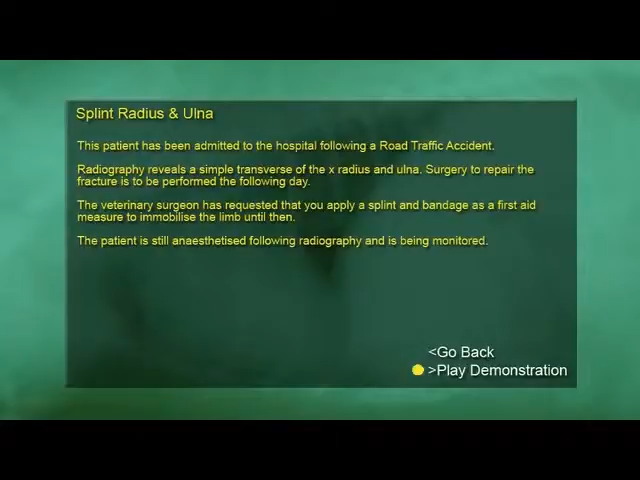 Splint Radius & Ulna
This patient has been admitted to the hospital following a Road Traffic Accident.
Radiography reveals a simple transverse of the x radius and ulna. Surgery to repair the
fracture is to be performed the following day.
The veterinary surgeon has requested that you apply a splint and bandage as a first aid
measure to immobilise the limb until then.
The patient is still anaesthetised following radiography and is being monitored.
<Go Back
>Play Demonstration